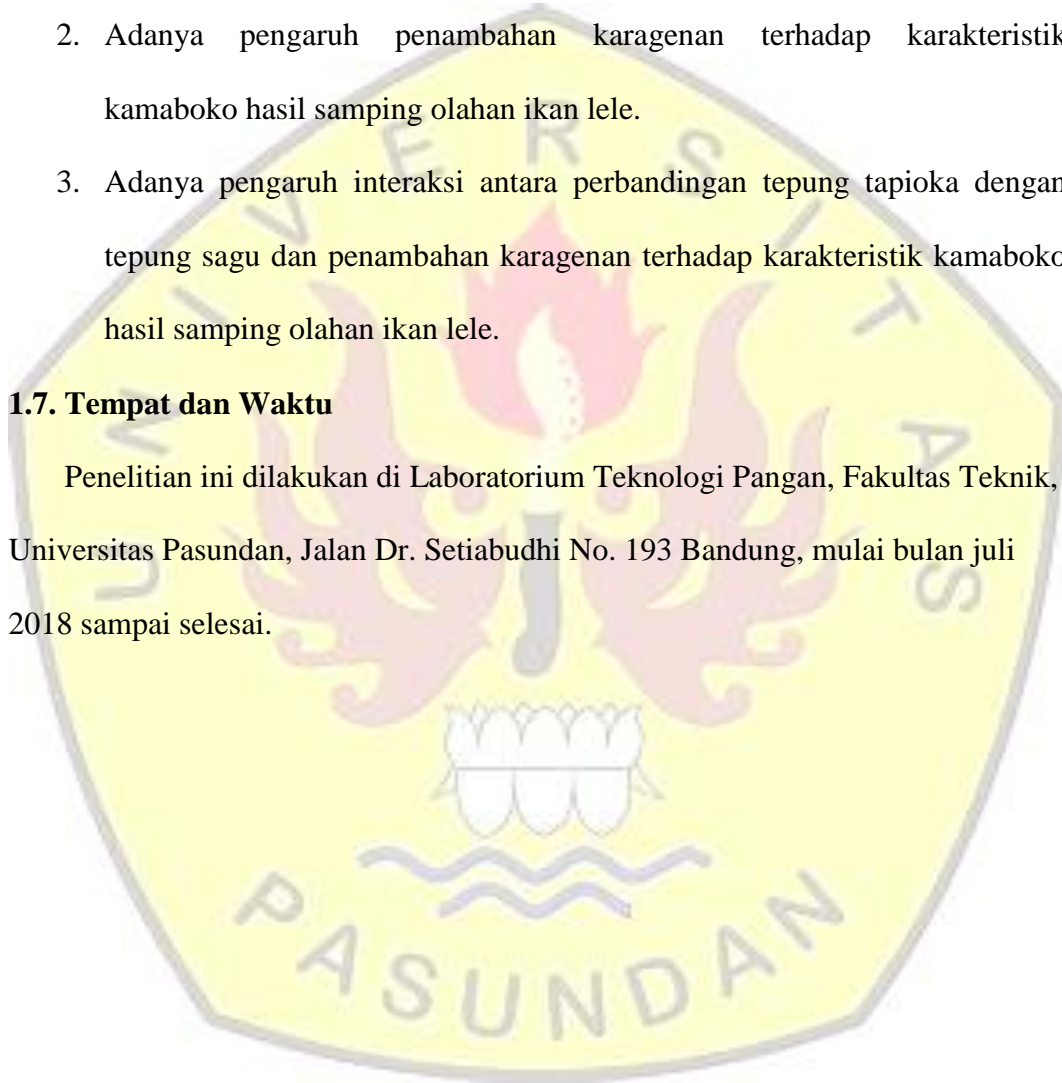 2. Adanya pengaruh penambahan karagenan terhadap karakteristik
kamaboko hasil samping olahan ikan lele.
3. Adanya pengaruh interaksi antara perbandingan tepung tapioka dengan
tepung sagu dan penambahan karagenan terhadap karakteristik kamaboko
hasil samping olahan ikan lele.
1.7. Tempat dan Waktu
Penelitian ini dilakukan di Laboratorium Teknologi Pangan, Fakultas Teknik,
Universitas Pasundan, Jalan Dr. Setiabudhi No. 193 Bandung, mulai bulan juli
2018 sampai selesai.
UNIVERSITAS
PASUNDAN